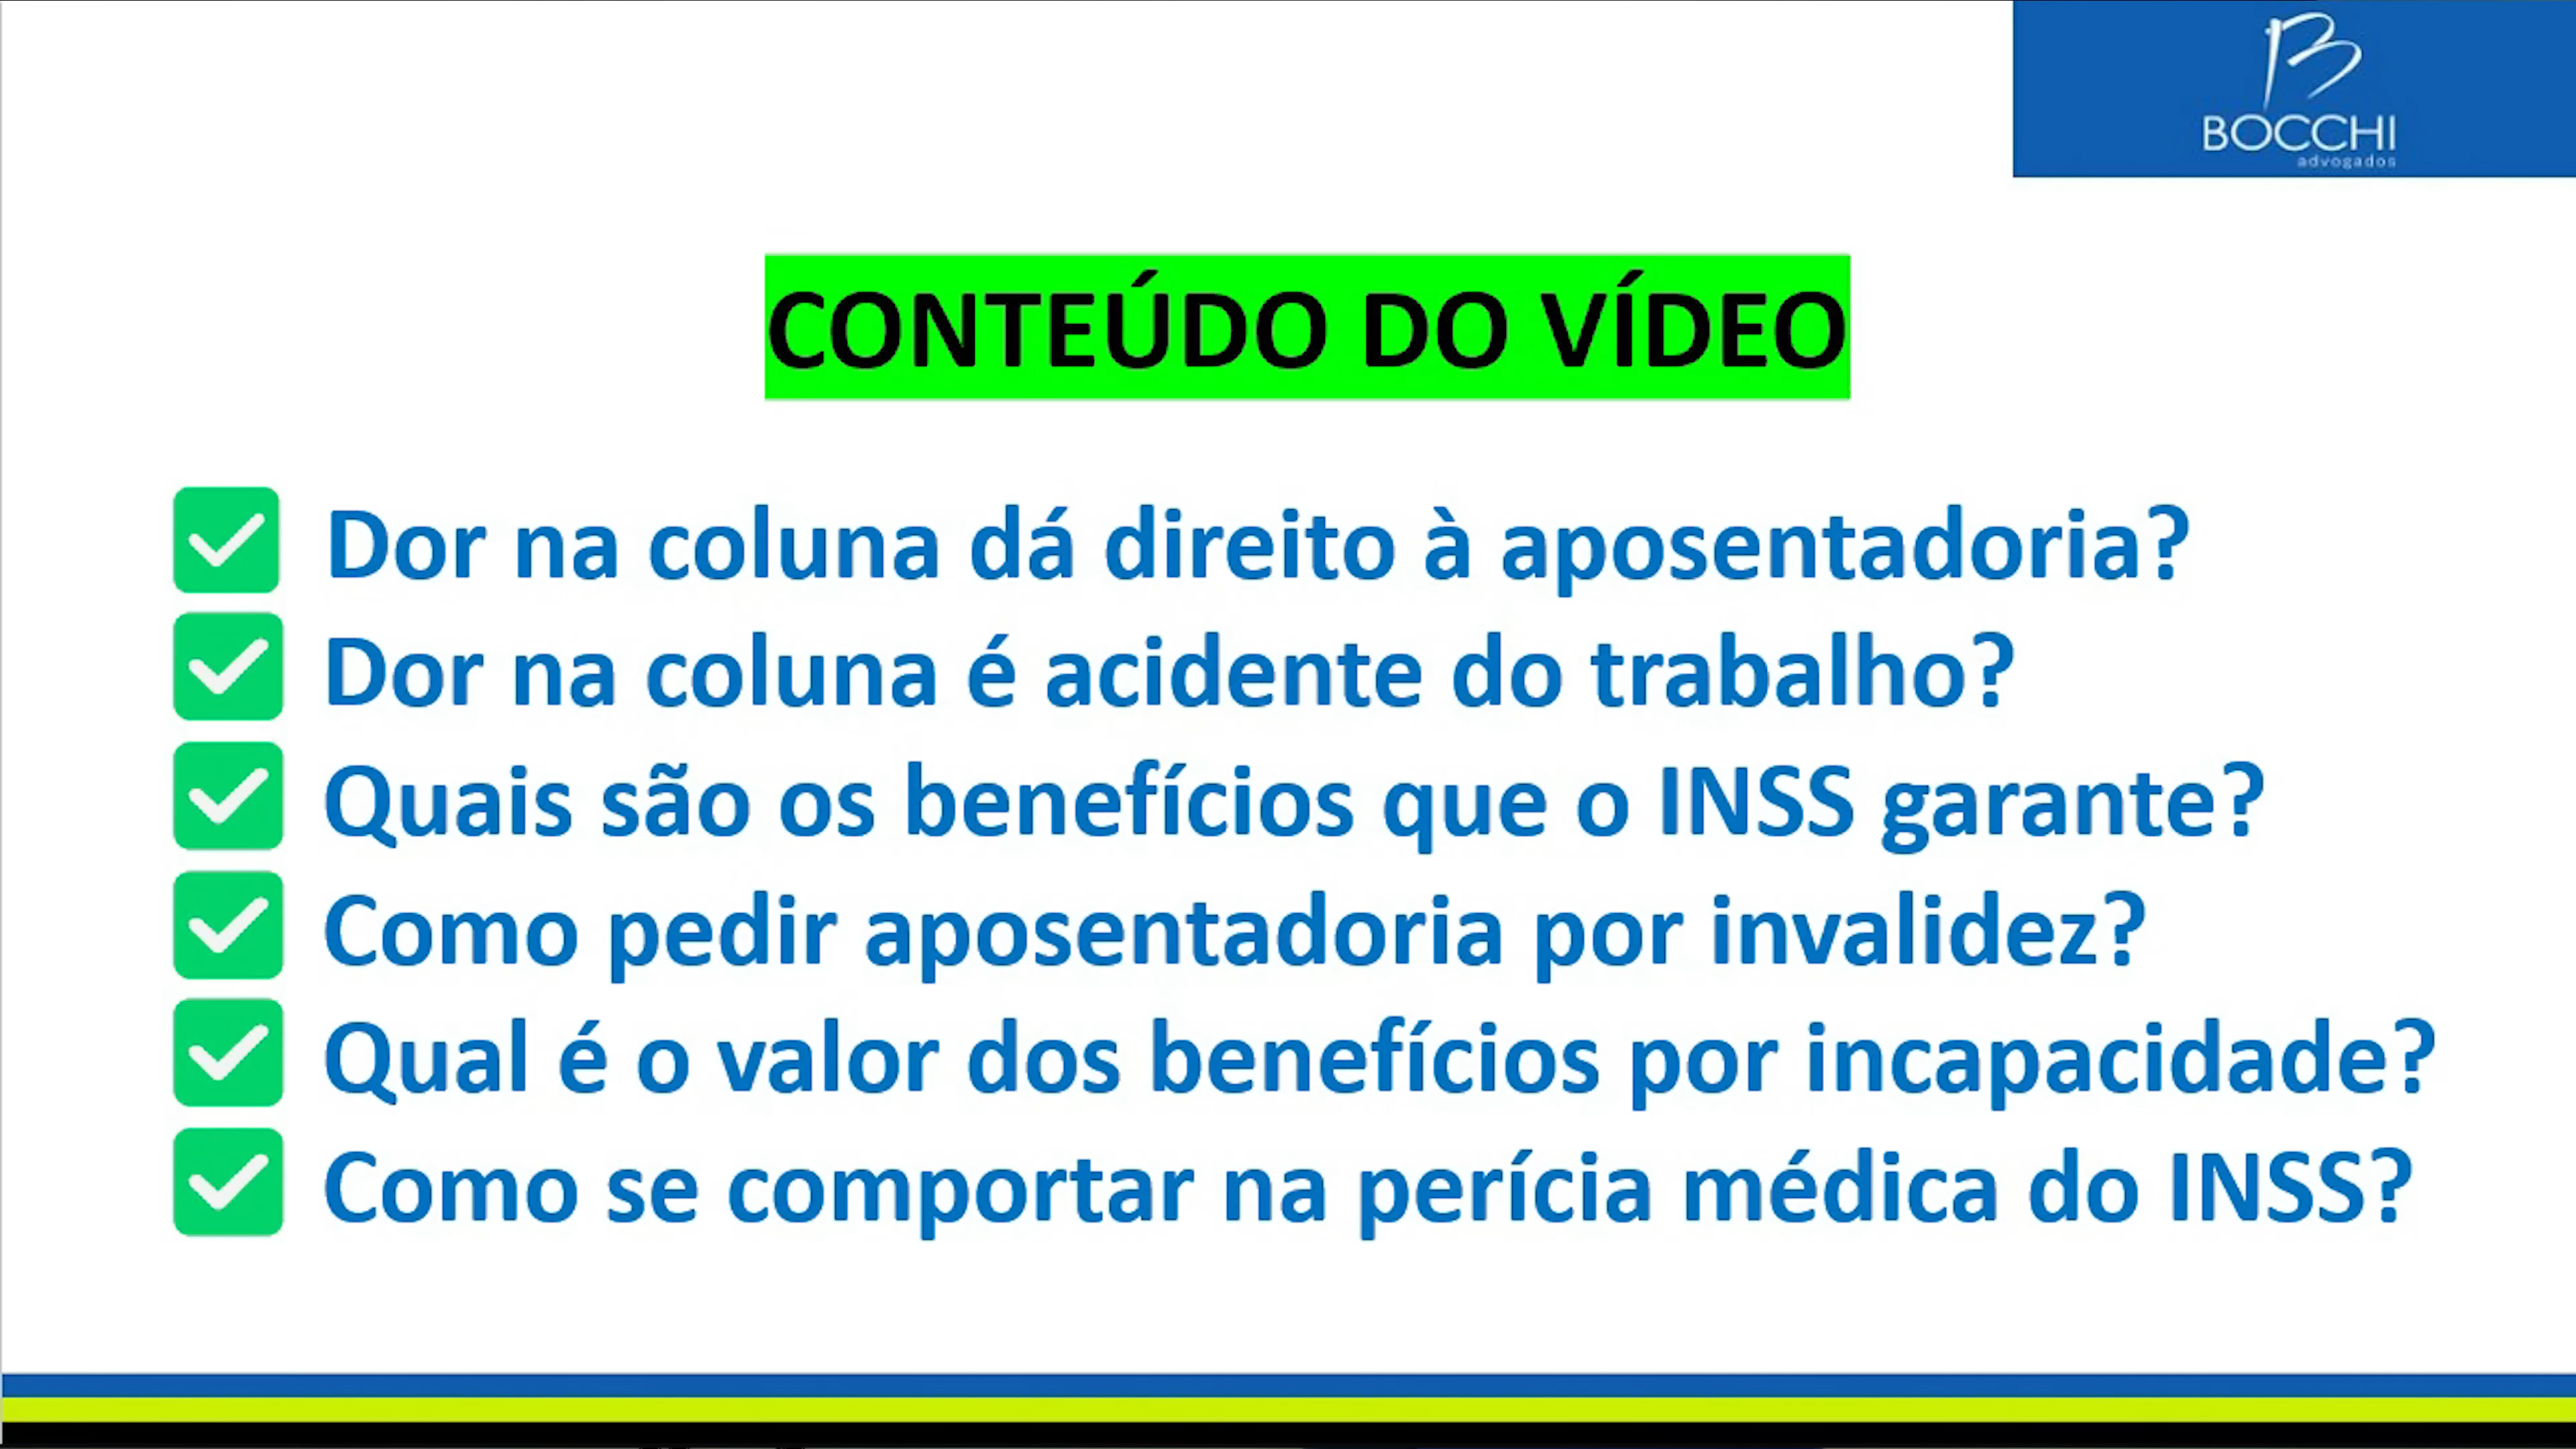 BOCCHI
advogados
CONTEÚDO DO VÍDEO
Dor na coluna dá direito à aposentadoria?
Dor na coluna é acidente do trabalho?
Quais são os benefícios que o INSS garante?
Como pedir aposentadoria por invalidez?
Qual é o valor dos benefícios por incapacidade?
Como se comportar na perícia médica do INSS?